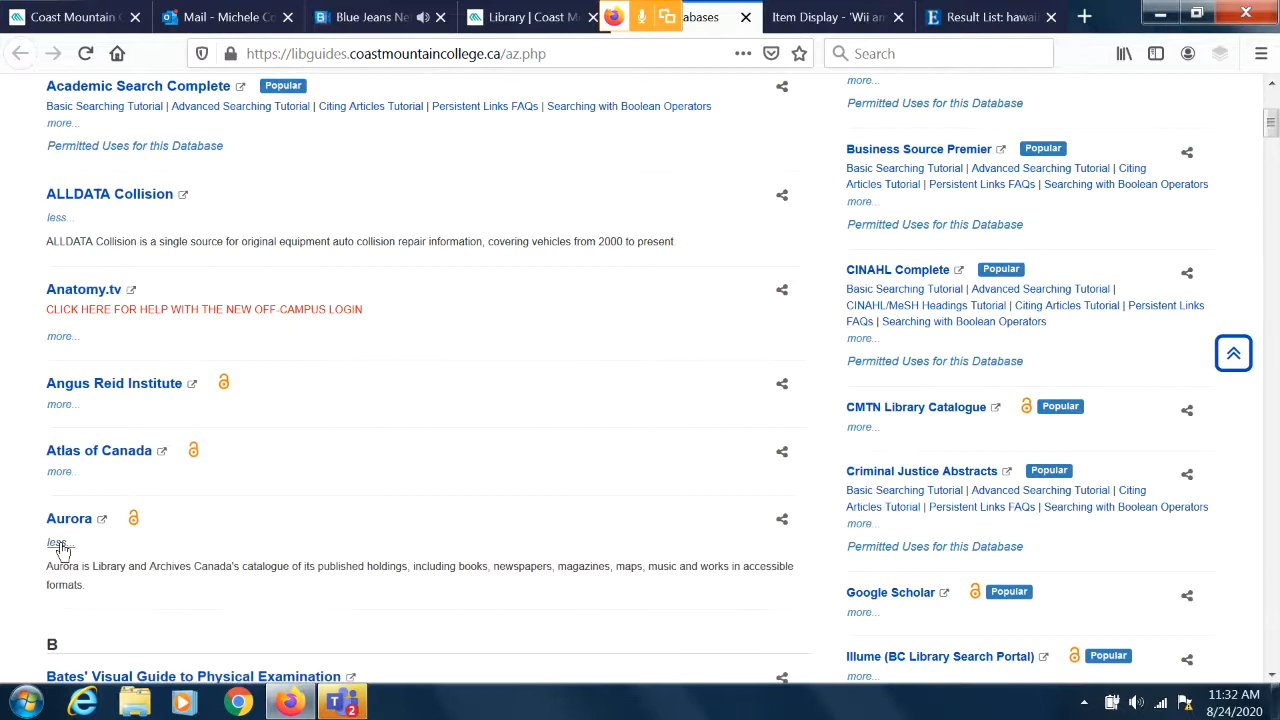 Coast Mountain C
Mail - Michele Co
Blue Jeans Ne
Library | Coast M
abases
Item Display - 'Wii an
Result List: hawai
https://libguides.coastmountaincollege.ca/az.php
Search
Academic Search Complete Popular
Basic Searching Tutorial | Advanced Searching Tutorial | Citing Articles Tutorial | Persistent Links FAQs | Searching with Boolean Operators
more...
Permitted Uses for this Database
ALLDATA Collision
less...
ALLDATA Collision is a single source for original equipment auto collision repair information, covering vehicles from 2000 to present.
Anatomy.tv
CLICK HERE FOR HELP WITH THE NEW OFF-CAMPUS LOGIN
more...
Angus Reid Institute
more...
Atlas of Canada
more...
Aurora
less...
Aurora is Library and Archives Canada's catalogue of its published holdings, including books, newspapers, magazines, maps, music and works in accessible
formats.
B
Bates' Visual Guide to Physical Examination
more...
Permitted Uses for this Database
Business Source Premier Popular
Basic Searching Tutorial | Advanced Searching Tutorial | Citing
Articles Tutorial | Persistent Links FAQs | Searching with Boolean Operators
more...
Permitted Uses for this Database
CINAHL Complete Popular
Basic Searching Tutorial | Advanced Searching Tutorial |
CINAHL/MeSH Headings Tutorial | Citing Articles Tutorial | Persistent Links
FAQs | Searching with Boolean Operators
more...
Permitted Uses for this Database
CMTN Library Catalogue Popular
more...
Criminal Justice Abstracts Popular
Basic Searching Tutorial | Advanced Searching Tutorial | Citing
Articles Tutorial | Persistent Links FAQs | Searching with Boolean Operators
more...
Permitted Uses for this Database
Google Scholar Popular
more...
Illume (BC Library Search Portal) Popular
more...
2
11:32 AM
8/24/2020